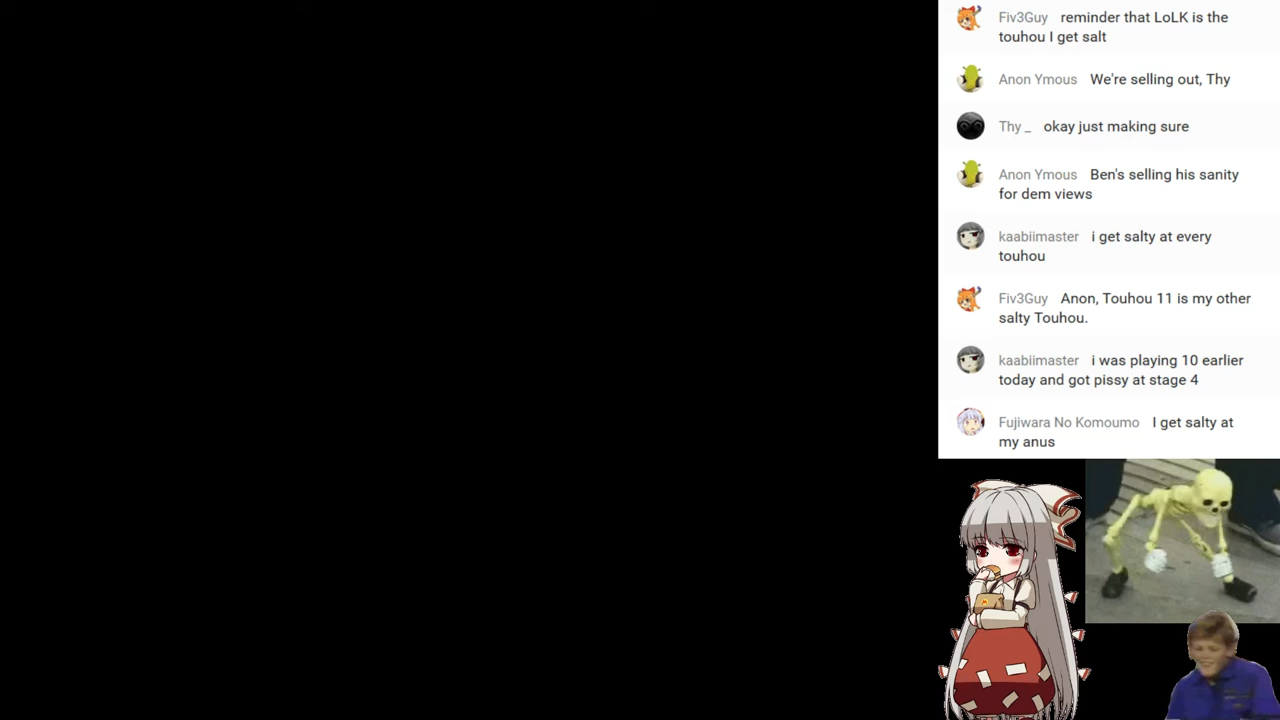 Fiv3Guy reminder that LoLK is the
touhou I get salt
Anon Ymous We're selling out, Thy
Thy _ okay just making sure
Anon Ymous Ben's selling his sanity
for dem views
kaabiimaster i get salty at every
touhou
Fiv3Guy Anon, Touhou 11 is my other
salty Touhou.
kaabiimaster i was playing 10 earlier
today and got pissy at stage 4
Fujiwara No Komoumo I get salty at
my anus